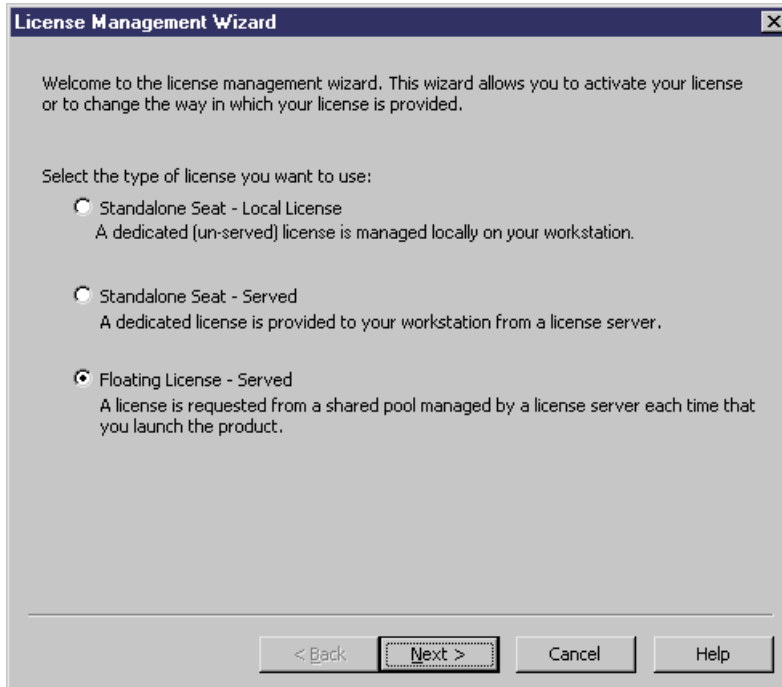 License Management Wizard
Welcome to the license management wizard. This wizard allows you to activate your license
or to change the way in which your license is provided.
Select the type of license you want to use:
Standalone Seat - Local License
A dedicated (un-served) license is managed locally on your workstation.
Standalone Seat - Served
A dedicated license is provided to your workstation from a license server.
Floating License - Served
A license is requested from a shared pool managed by a license server each time that
you launch the product.
< Back Next > Cancel Help